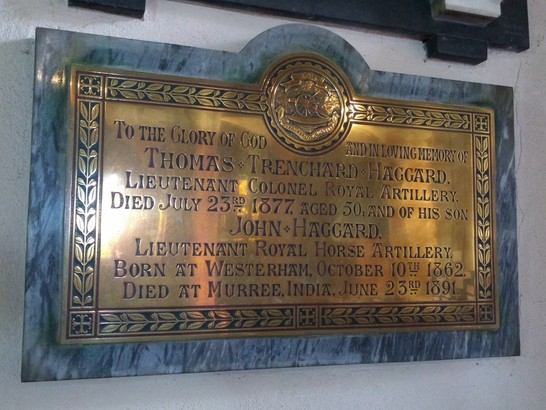 TO THE GLORY OF GOD AND IN LOVING MEMORY OF
THOMAS TRENCHARD HAGGARD.
LIEUTENANT COLONEL ROYAL ARTILLERY.
DIED JULY 23RD 1877, AGED 50, AND OF HIS SON
JOHN HAGGARD.
LIEUTENANT ROYAL HORSE ARTILLERY.
BORN AT WESTERHAM, OCTOBER 10TH 1862.
DIED AT MURREE, INDIA, JUNE 23RD 1891.